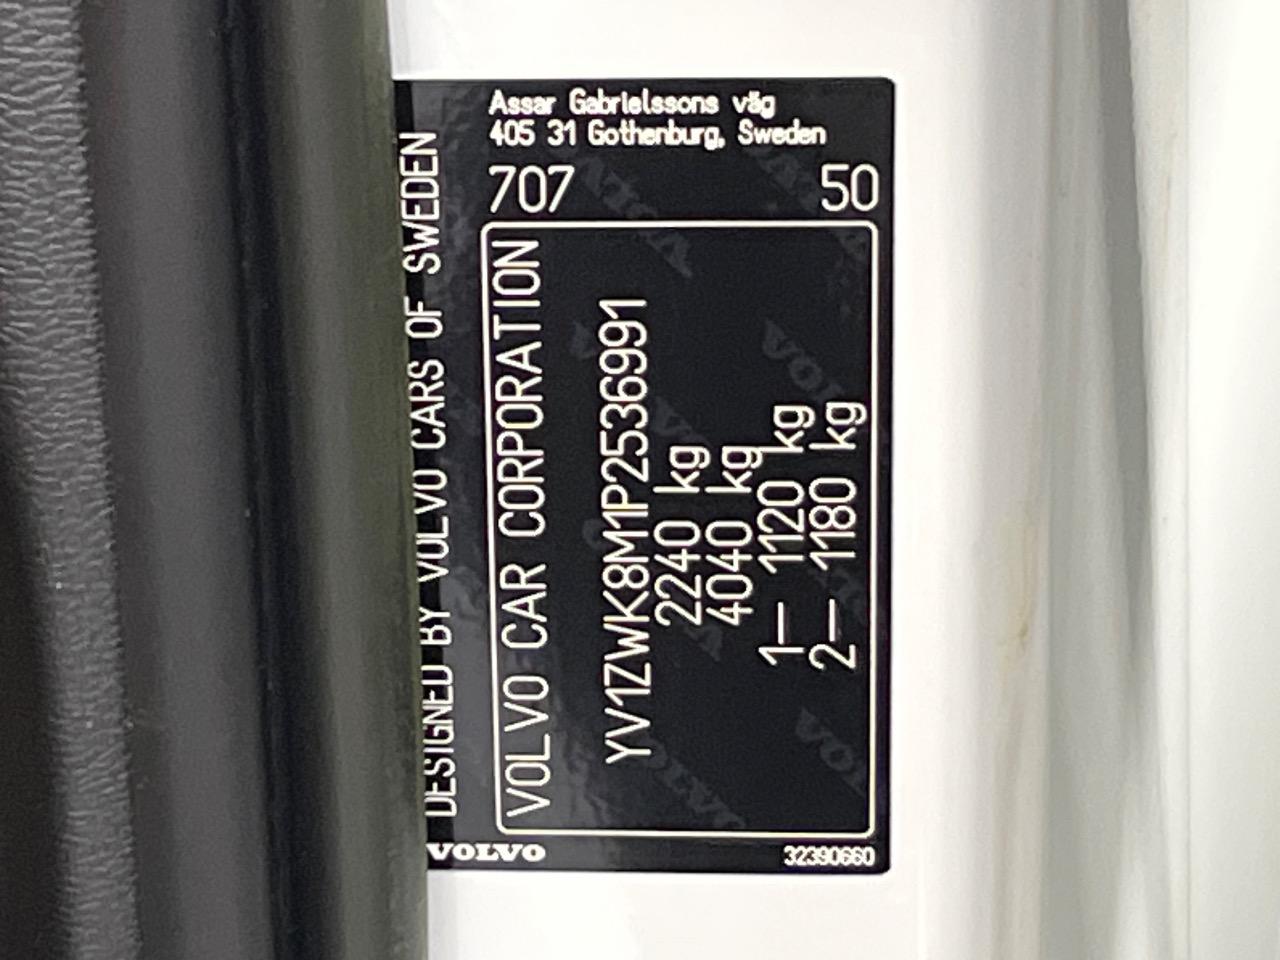 Assar Gabrielssons väg
405 31 Gothenburg, Sweden
707 50
DESIGNED BY VOLVO CARS OF SWEDEN
VOLVO CAR CORPORATION
YV1ZWK8M1P2536991
2240 kg
4040 kg
1— 1120 kg
2— 1180 kg
VOLVO 32390660